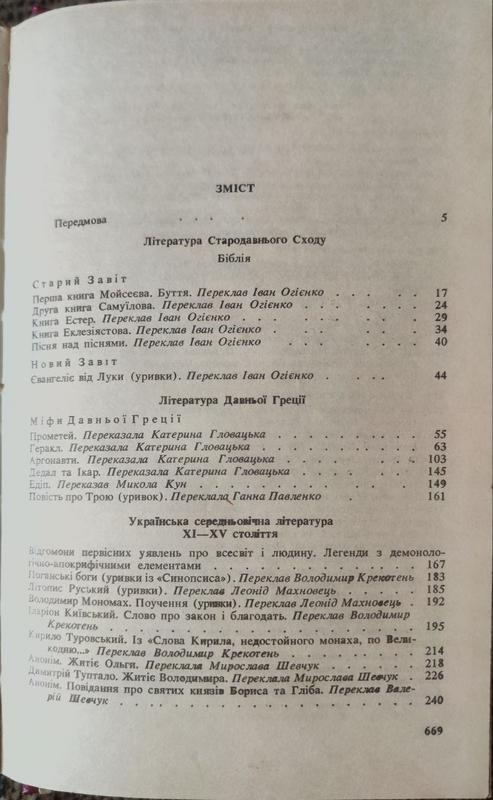 ЗМІСТ
Передмова . . . . 5
Література Стародавнього Сходу
Біблія
Старий Завіт
Перша книга Мойсеєва. Буття. Переклав Іван Огієнко . . . . . 17
Друга книга Самуїлова. Переклав Іван Огієнко . . . . . 24
Книга Естер. Переклав Іван Огієнко . . . . . . 29
Книга Еклезіястова. Переклав Іван Огієнко . . . . . 34
Пісня над піснями. Переклав Іван Огієнко . . . . 40
Новий Завіт
Євангеліє від Луки (уривки). Переклав Іван Огієнко . . . . 44
Література Давньої Греції
Міфи Давньої Греції
Прометей. Переказала Катерина Гловацька . . . . . . . . . 55
Геракл. Переказала Катерина Гловацька . . . . . . . . . 63
Аргонавти. Переказала Катерина Гловацька . . . . . . . 103
Дедал та Ікар. Переказала Катерина Гловацька . . . . . . 145
Едіп. Переказав Микола Кун . . . . . . . . . . 149
Повість про Трою (уривок). Переклала Ганна Павленко . 161
Українська середньовічна література
XI—XV століття
Відгомони первісних уявлень про всесвіт і людину. Легенди з демоноло-
гічно-апокрифічними елементами . . . . . . . . . . 167
Поганські боги (уривки із «Синопсиса»). Переклав Володимир Крекотень 183
Літопис Руський (уривки). Переклав Леонід Махновець . . . . 185
Володимир Мономах. Поучення (уривки). Переклав Леонід Махновець . 192
Іларіон Київський. Слово про закон і благодать. Переклав Володимир
Крекотень . . . . . . . . . . . . . . . 195
Кирило Туровський. Із «Слова Кирила, недостойного монаха, по Вели-
кодню...» Переклав Володимир Крекотень . . . . . . . 214
Анонім. Житіє Ольги. Переклала Мирослава Шевчук . . . . . 218
Димитрій Туптало. Житіє Володимира. Переклала Мирослава Шевчук . 226
Анонім. Повідання про святих князів Бориса та Гліба. Переклав Вале-
рій Шевчук . . . . . . . . . . . . . . 240
669